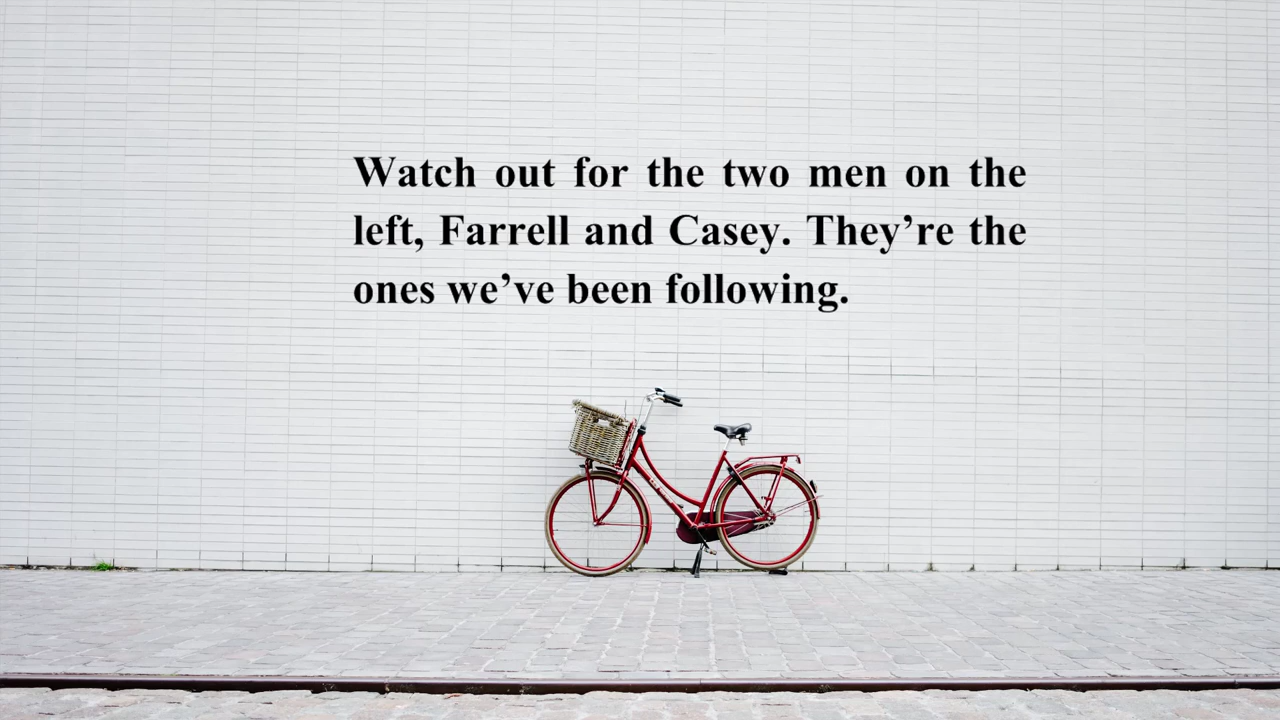 Watch out for the two men on the
left, Farrell and Casey. They’re the
ones we’ve been following.